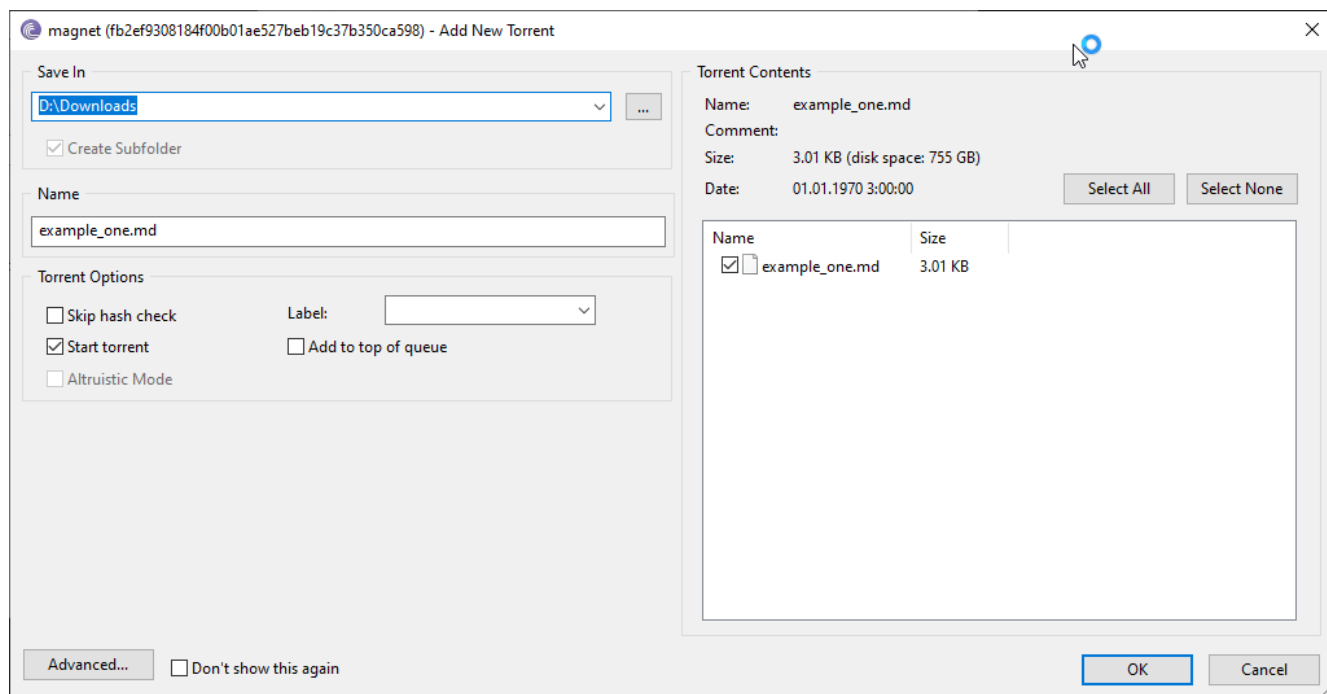 magnet (fb2ef9308184f00b01ae527beb19c37b350ca598) - Add New Torrent
Save In
D:\Downloads
...
Create Subfolder
Name
example_one.md
Torrent Options
Skip hash check
Label:
Start torrent
Add to top of queue
Altruistic Mode
Torrent Contents
Name: example_one.md
Comment:
Size: 3.01 KB (disk space: 755 GB)
Date: 01.01.1970 3:00:00
Select All
Select None
Name Size
example_one.md 3.01 KB
Advanced...
Don't show this again
OK
Cancel